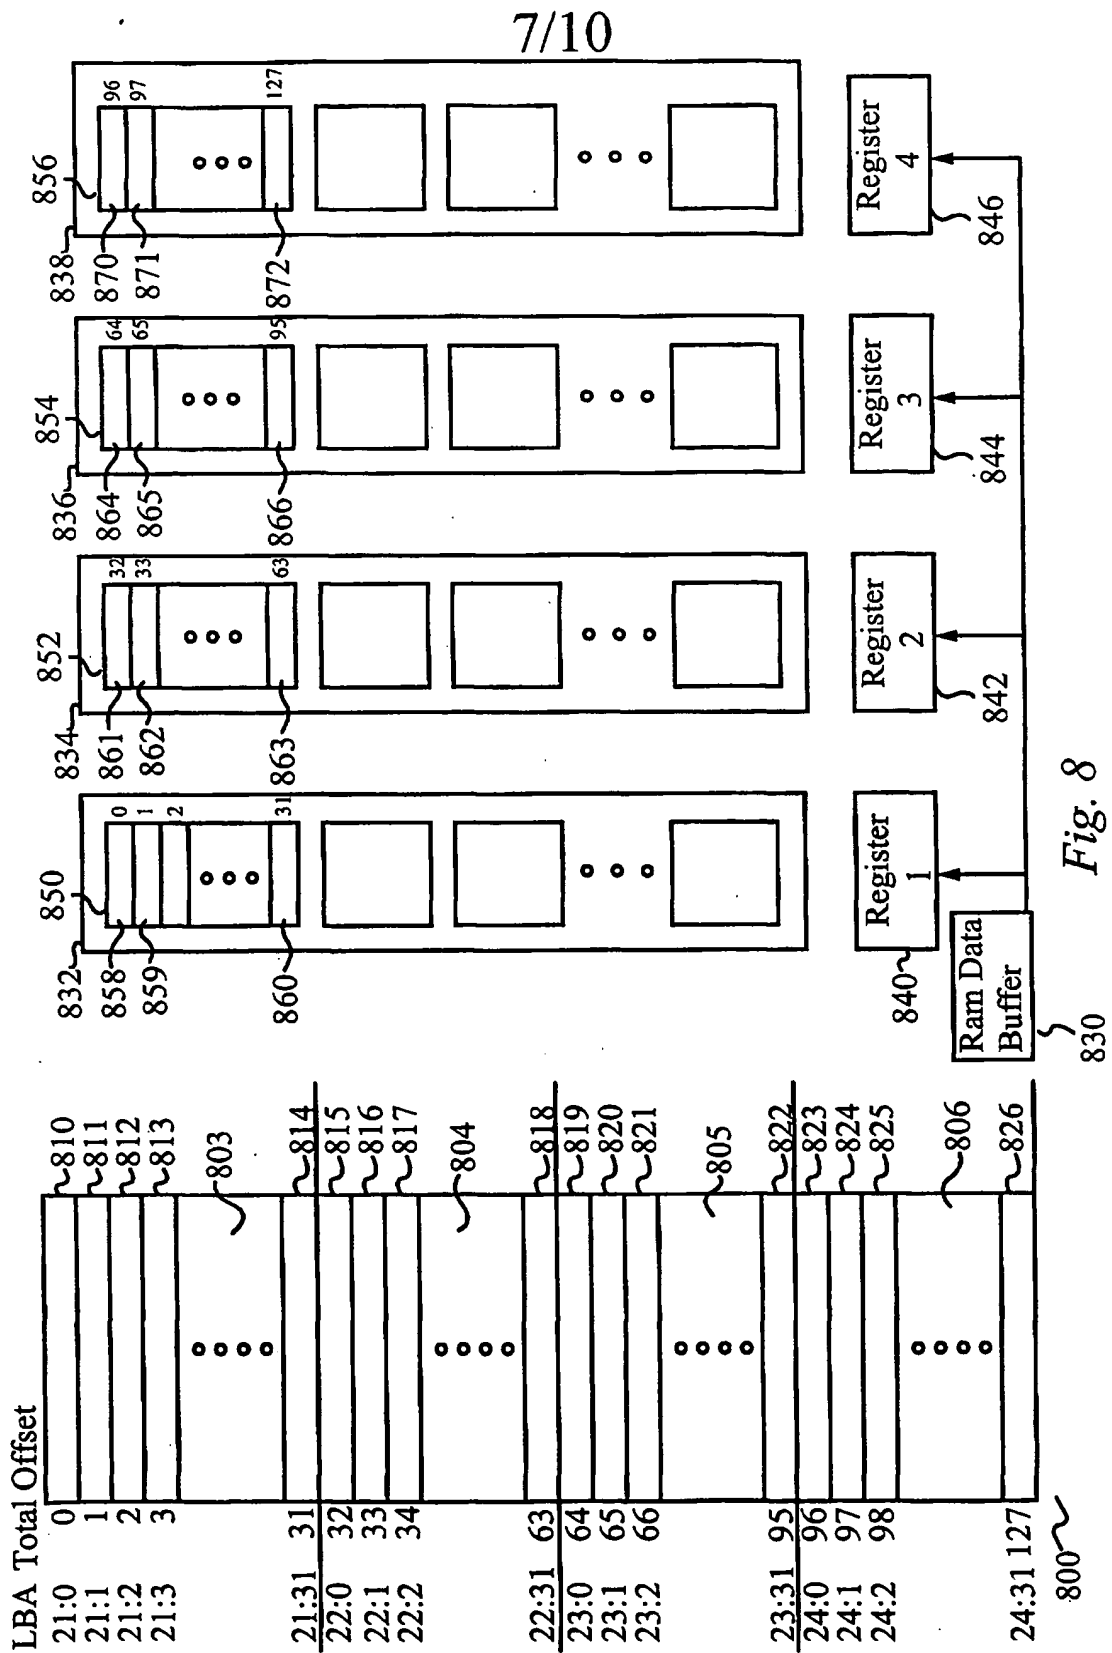 7/10
LBA Total Offset
21:0 0 810
21:1 1 811
21:2 2 812
21:3 3 813
803
21:31 31 814
22:0 32 815
22:1 33 816
22:2 34 817
804
22:31 63 818
23:0 64 819
23:1 65 820
23:2 66 821
805
23:31 95 822
24:0 96 823
24:1 97 824
24:2 98 825
806
24:31 127 826
800
832
850
858
859
860
0
1
2
31
834
852
861
862
863
32
33
63
836
854
864
865
866
64
65
95
838
856
870
871
872
96
97
127
840
Register
1
842
Register
2
844
Register
3
846
Register
4
Ram Data
Buffer
830
Fig. 8